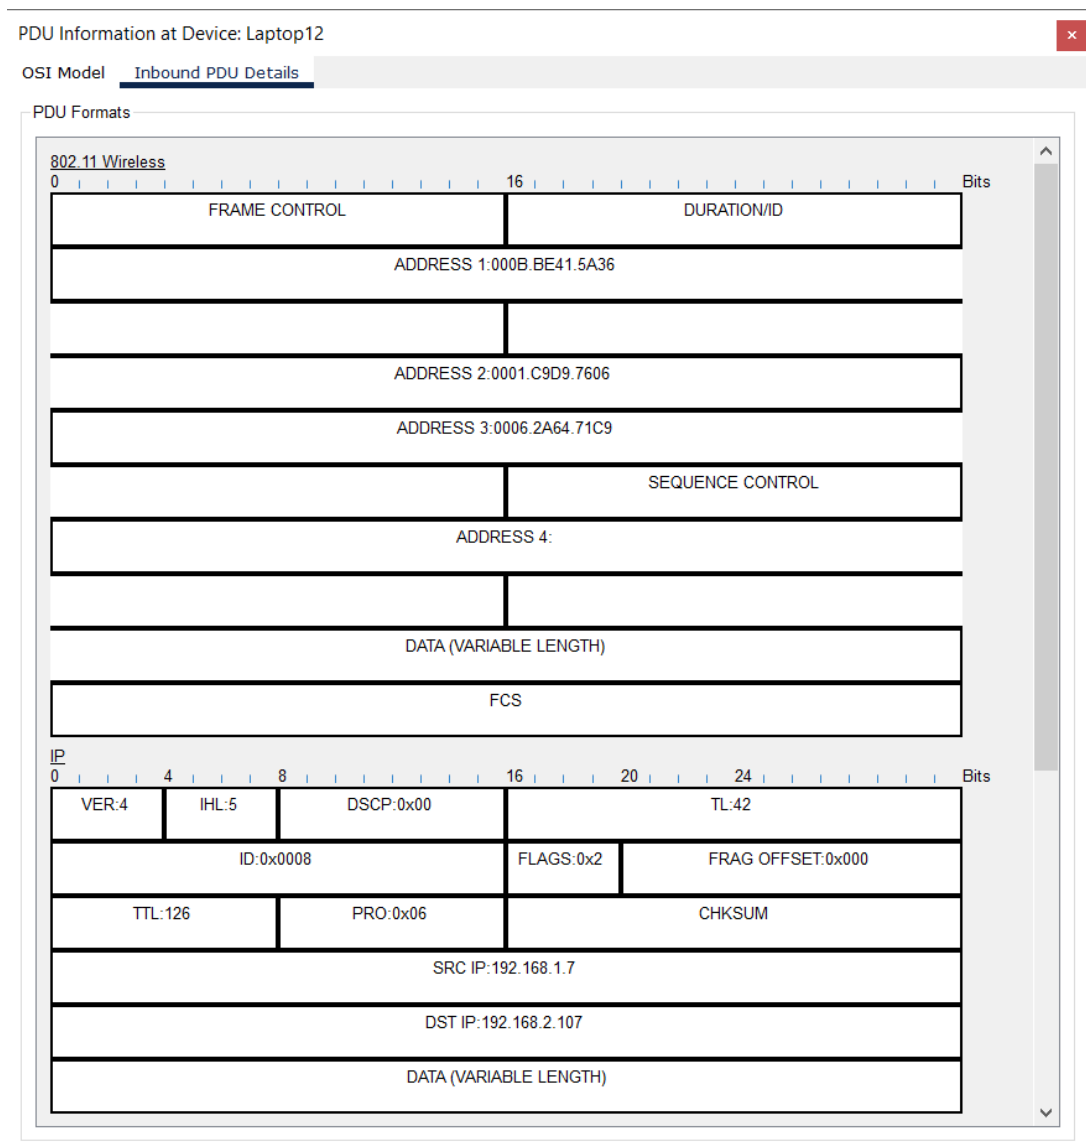 PDU Information at Device: Laptop12
OSI Model Inbound PDU Details
PDU Formats
802.11 Wireless
0 16 Bits
FRAME CONTROL DURATION/ID
ADDRESS 1:000B.BE41.5A36
ADDRESS 2:0001.C9D9.7606
ADDRESS 3:0006.2A64.71C9
SEQUENCE CONTROL
ADDRESS 4:
DATA (VARIABLE LENGTH)
FCS
IP
0 4 8 16 20 24 Bits
VER:4 IHL:5 DSCP:0x00 TL:42
ID:0x0008 FLAGS:0x2 FRAG OFFSET:0x000
TTL:126 PRO:0x06 CHKSUM
SRC IP:192.168.1.7
DST IP:192.168.2.107
DATA (VARIABLE LENGTH)